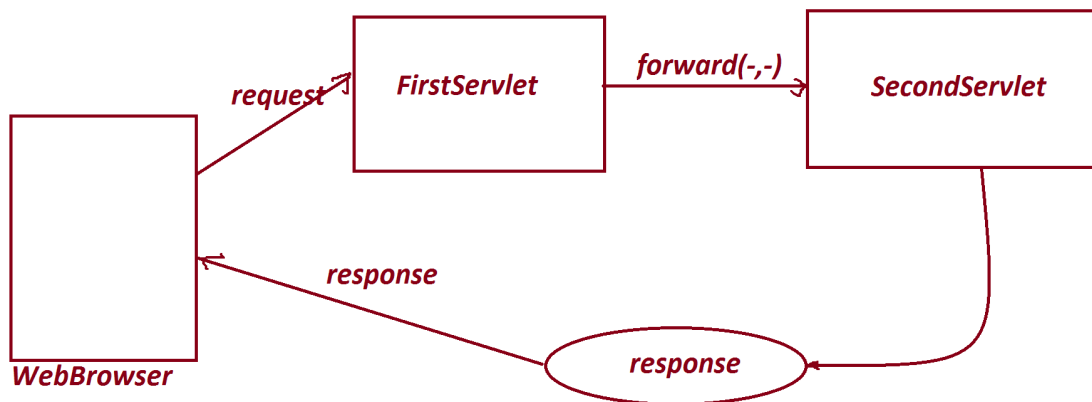 request
FirstServlet
forward(-,-)
SecondServlet
response
response
WebBrowser